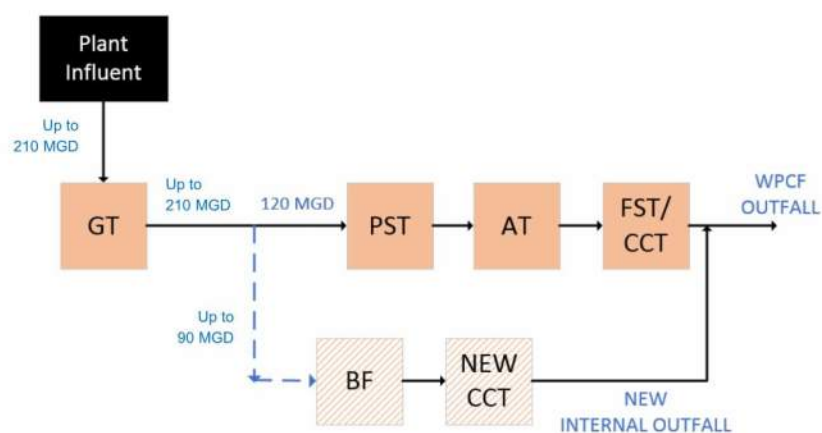 Plant
Influent
Up to
210 MGD
GT
Up to
210 MGD
120 MGD
PST
AT
FST/
CCT
WPCF
OUTFALL
Up to
90 MGD
BF
NEW
CCT
NEW
INTERNAL OUTFALL